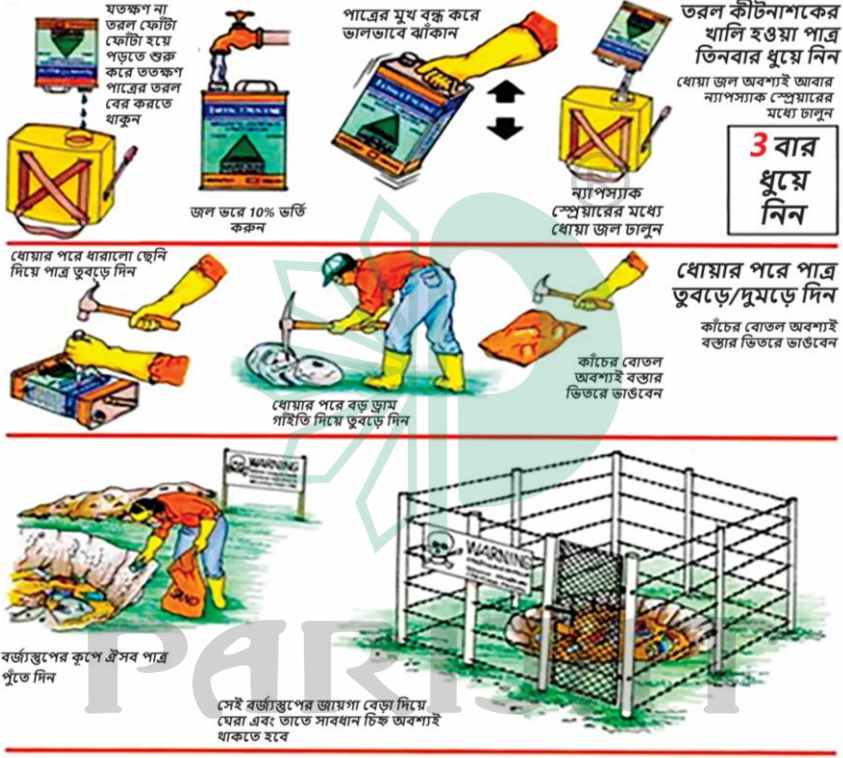 যতক্ষণ না
তরল ফোঁটা
ফোঁটা হয়ে
পড়তে শুরু
করে ততক্ষণ
পাত্রের তরল
বের করতে
থাকুন
জল ভরে 10% ভর্তি
করুন
পাত্রের মুখ বন্ধ করে
ভালভাবে ঝাঁকান
ন্যাপস্যাক
স্প্রেয়ারের মধ্যে
ধোয়া জল ঢালুন
তরল কীটনাশকের
খালি হওয়া পাত্র
তিনবার ধুয়ে নিন
ধোয়া জল অবশ্যই আবার
ন্যাপস্যাক স্প্রেয়ারের
মধ্যে ঢালুন
3 বার
ধুয়ে
নিন
ধোয়ার পরে ধারালো ছেনি
দিয়ে পাত্র তুবড়ে দিন
ধোয়ার পরে বড় ড্রাম
গাঁইতি দিয়ে তুবড়ে দিন
কাঁচের বোতল
অবশ্যই বস্তার
ভিতরে ভাঙবেন
ধোয়ার পরে পাত্র
তুবড়ে/দুমড়ে দিন
কাঁচের বোতল অবশ্যই
বস্তার ভিতরে ভাঙবেন
WARNING
SAND
বর্জ্যস্তুপের কূপে ঐসব পাত্র
পুঁতে দিন
WARNING
সেই বর্জ্যস্তুপের জায়গা বেড়া দিয়ে
ঘেরা এবং তাতে সাবধান চিহ্ন অবশ্যই
থাকতে হবে